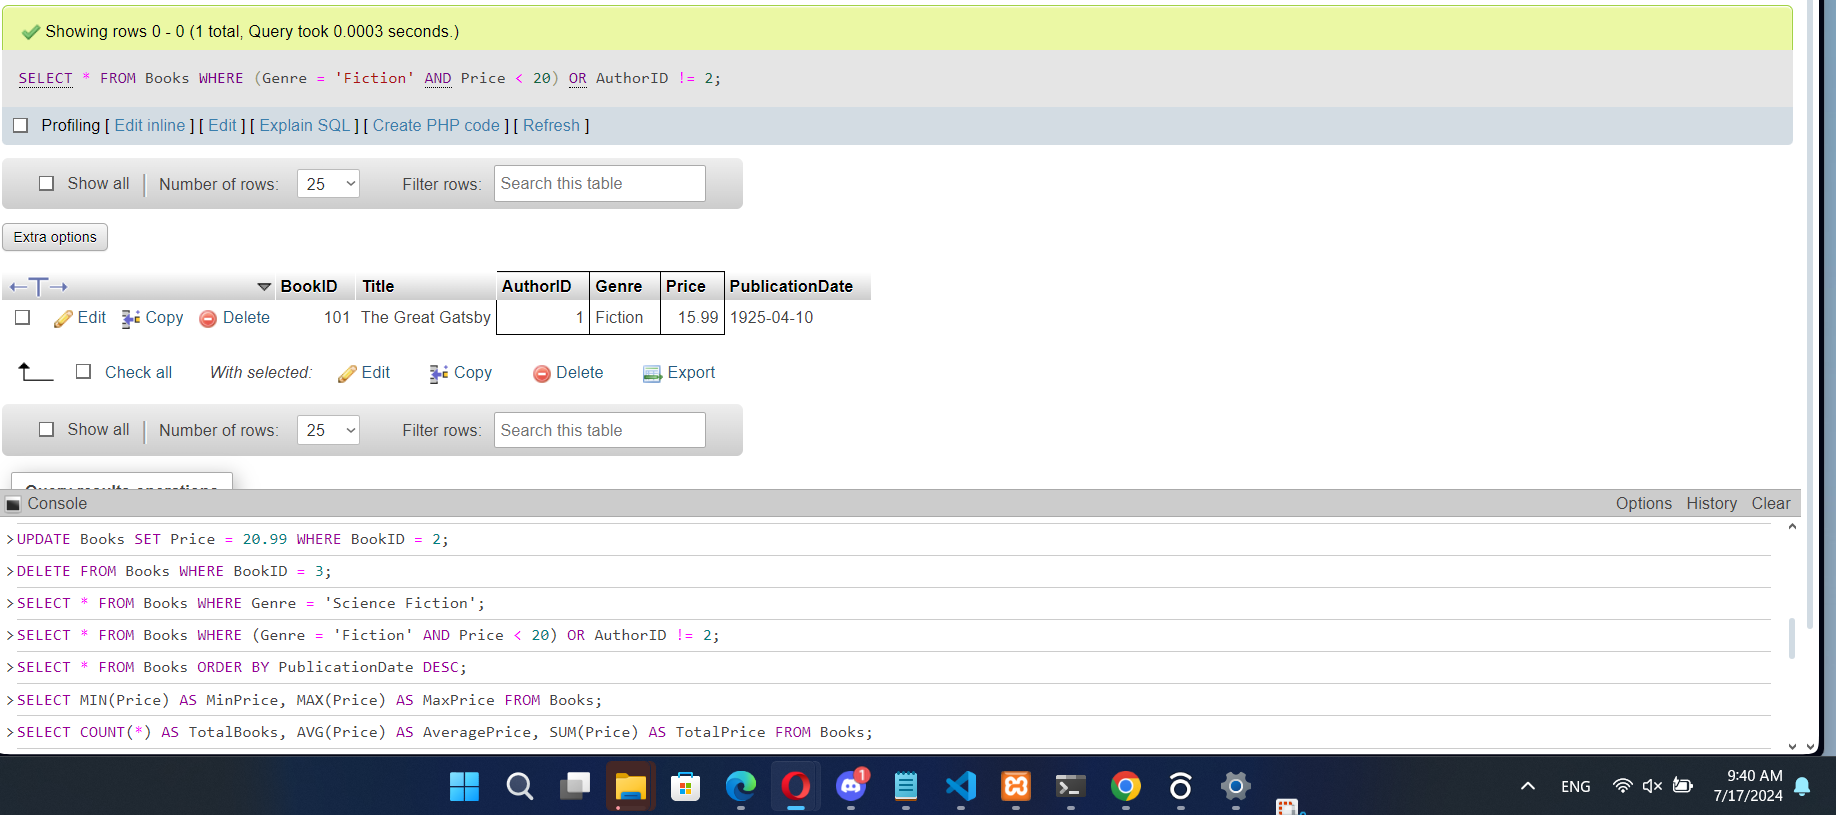 Showing rows 0 - 0 (1 total, Query took 0.0003 seconds.)
SELECT * FROM Books WHERE (Genre = 'Fiction' AND Price < 20) OR AuthorID != 2;
Profiling [ Edit inline ] [ Edit ] [ Explain SQL ] [ Create PHP code ] [ Refresh ]
Show all | Number of rows: 25 Filter rows: Search this table
Extra options
←T→ BookID Title AuthorID Genre Price PublicationDate
Edit Copy Delete 101 The Great Gatsby 1 Fiction 15.99 1925-04-10
Check all With selected: Edit Copy Delete Export
Show all | Number of rows: 25 Filter rows: Search this table
Query results operations
Console Options History Clear
>UPDATE Books SET Price = 20.99 WHERE BookID = 2;
>DELETE FROM Books WHERE BookID = 3;
>SELECT * FROM Books WHERE Genre = 'Science Fiction';
>SELECT * FROM Books WHERE (Genre = 'Fiction' AND Price < 20) OR AuthorID != 2;
>SELECT * FROM Books ORDER BY PublicationDate DESC;
>SELECT MIN(Price) AS MinPrice, MAX(Price) AS MaxPrice FROM Books;
>SELECT COUNT(*) AS TotalBooks, AVG(Price) AS AveragePrice, SUM(Price) AS TotalPrice FROM Books;
1
ENG
9:40 AM
7/17/2024